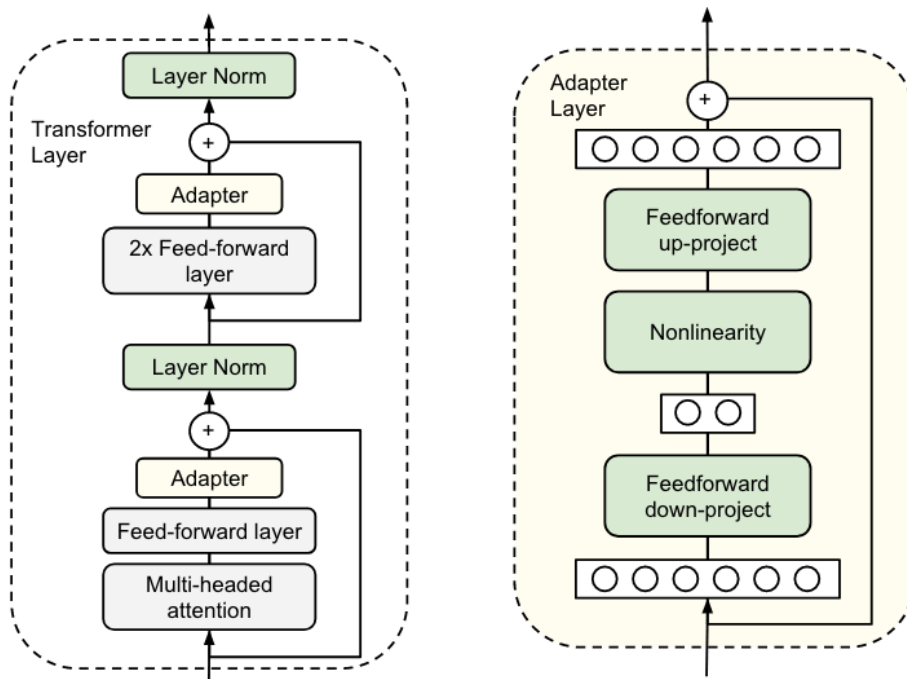 Layer Norm
Transformer
Layer
+
Adapter
2x Feed-forward
layer
Layer Norm
+
Adapter
Feed-forward layer
Multi-headed
attention
Adapter
Layer
+
Feedforward
up-project
Nonlinearity
Feedforward
down-project